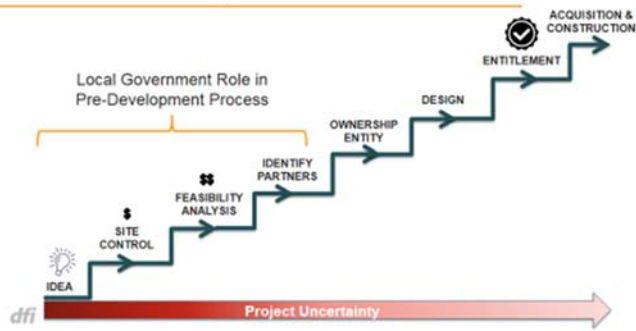 ACQUISITION &
CONSTRUCTION
ENTITLEMENT
Local Government Role in
Pre-Development Process
DESIGN
OWNERSHIP
ENTITY
IDENTIFY
PARTNERS
$$
FEASIBILITY
ANALYSIS
$
SITE
CONTROL
IDEA
dfi
Project Uncertainty